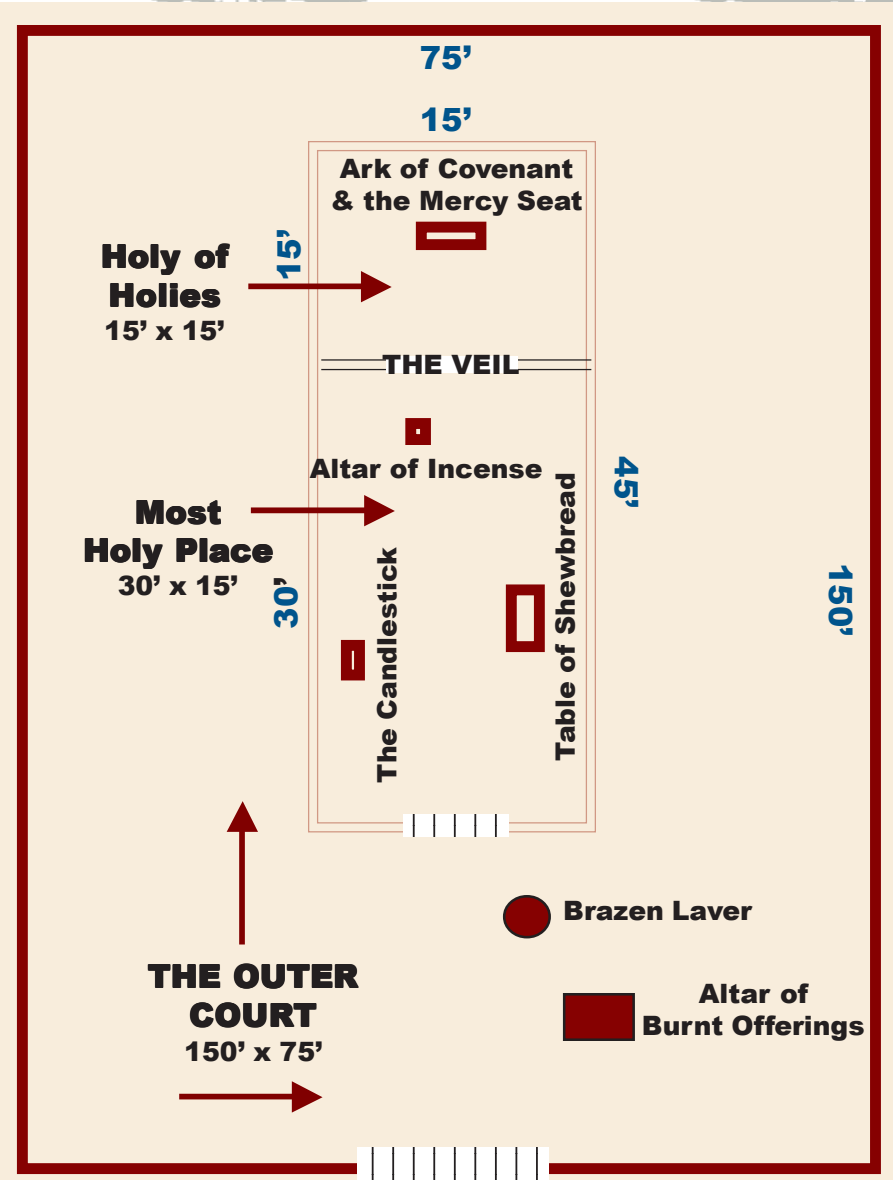 75’
15’
Ark of Covenant
& the Mercy Seat
15’
Holy of
Holies
15’ x 15’
THE VEIL
Altar of Incense
45’
Most
Holy Place
30’ x 15’
30’
The Candlestick
Table of Shewbread
150’
Brazen Laver
THE OUTER
COURT
150’ x 75’
Altar of
Burnt Offerings